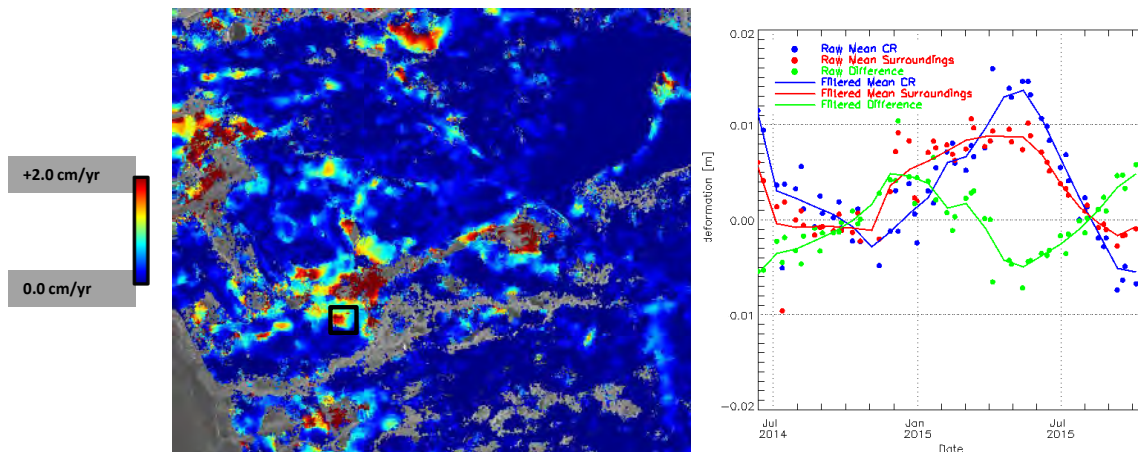 +2.0 cm/yr
0.0 cm/yr
Raw Mean CR
Raw Mean Surroundings
Raw Difference
Filtered Mean CR
Filtered Mean Surroundings
Filtered Difference
0.02
0.01
0.00
0.01
-0.02
deformation [m]
Jul
2014
Jan
2015
Jul
2015
Date